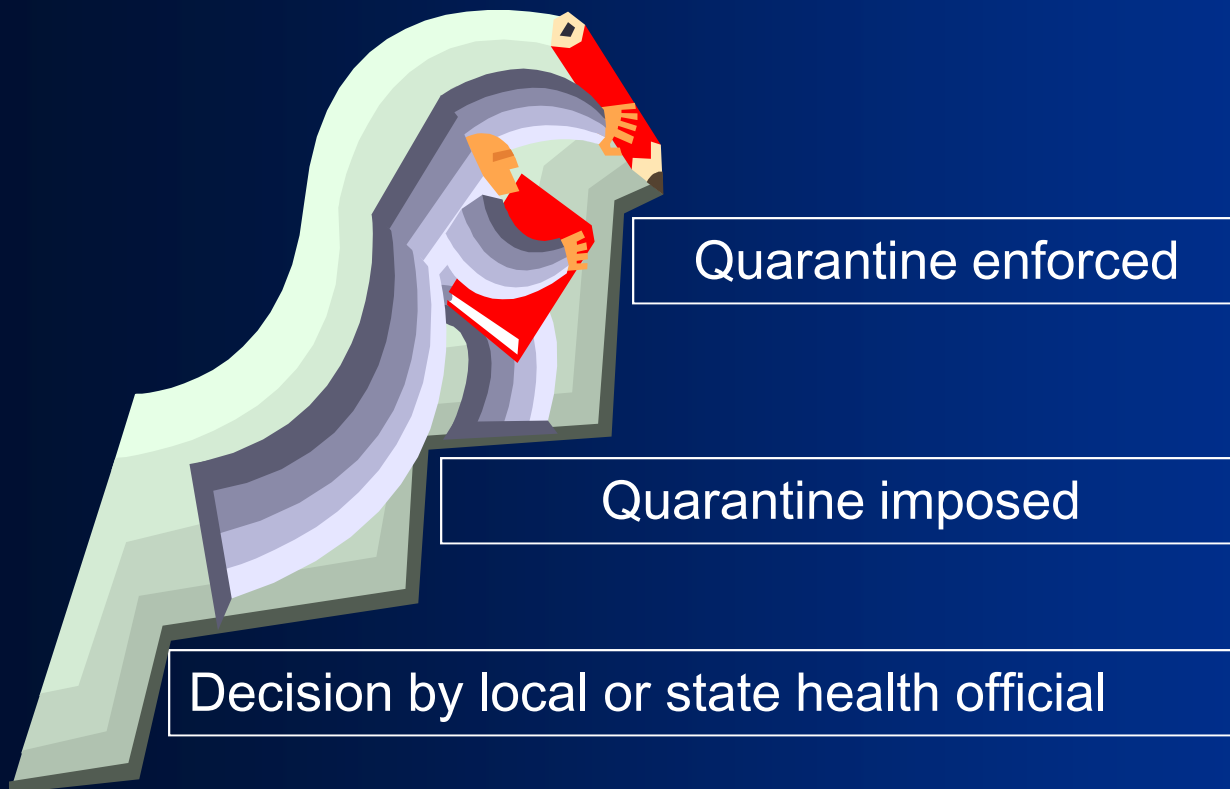 Quarantine enforced
Quarantine imposed
Decision by local or state health official